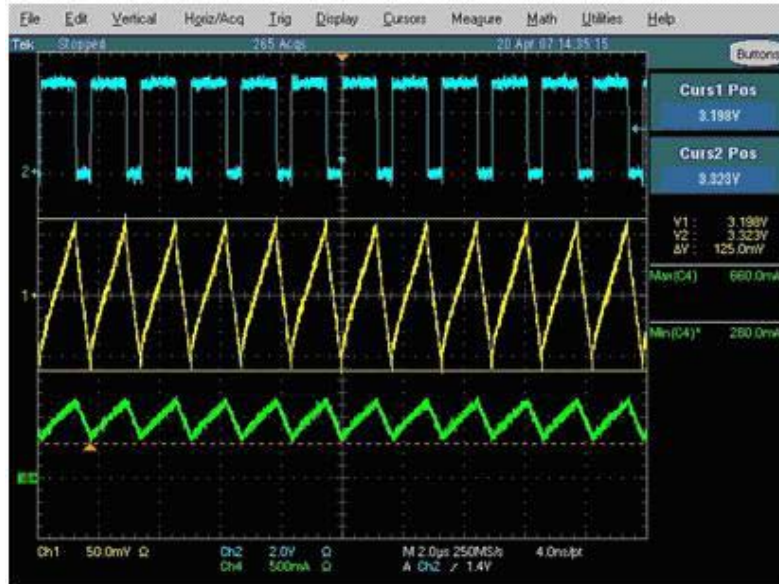 File Edit Vertical Horiz/Acq Trig Display Cursors Measure Math Utilities Help
Tek Stopped 265 Acqs 20 Apr 07 14:35:15
Buttons
Curs1 Pos
3.198V
Curs2 Pos
3.323V
V1: 3.198V
V2: 3.323V
ΔV: 125.0mV
Max(C4) 660.0mA
Min(C4)* 280.0mA
2
1
Ch1 50.0mV Ω Ch2 2.0V Ω M 2.0µs 250MS/s 4.0ns/pt
Ch4 500mA Ω A Ch2 / 1.4V